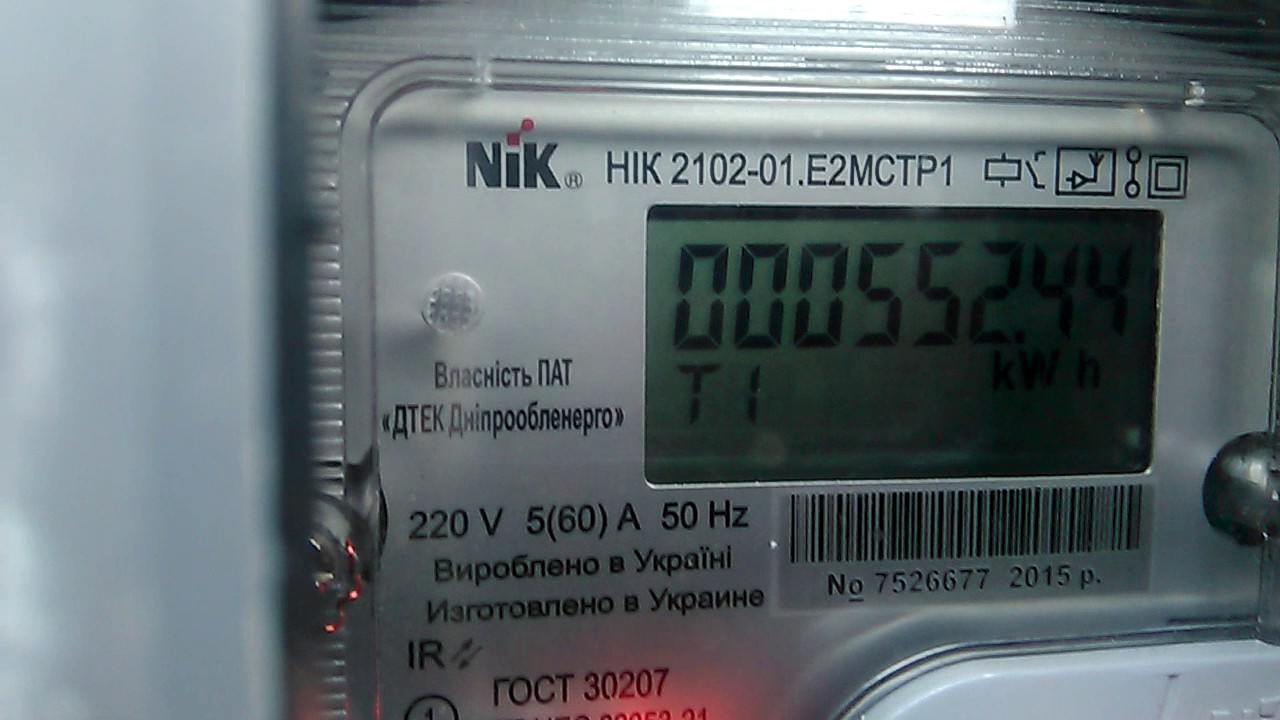 NiK® НІК 2102-01.Е2МСТР1
00055244
T1 kW h
Власність ПАТ
«ДТЕК Дніпрообленерго»
220 V 5(60) A 50 Hz
Вироблено в Україні
Изготовлено в Украине
No 7526677 2015 р.
IR
ГОСТ 30207
1